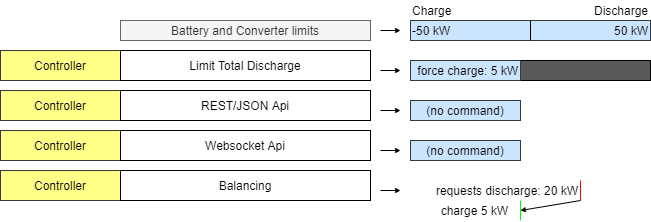 Charge Discharge
Battery and Converter limits -50 kW 50 kW
Controller Limit Total Discharge force charge: 5 kW
Controller REST/JSON Api (no command)
Controller Websocket Api (no command)
Controller Balancing requests discharge: 20 kW
charge 5 kW